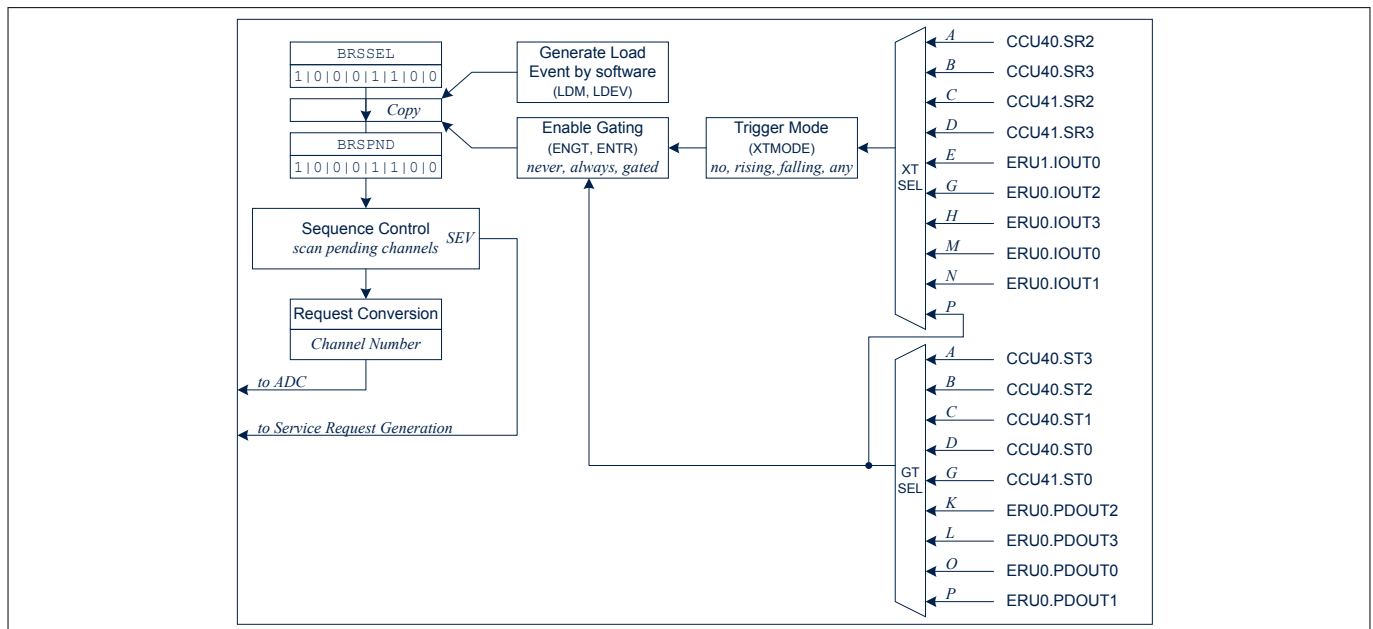 BRSSEL
1|0|0|0|1|1|0|0
Copy
BRSPND
1|0|0|0|1|1|0|0
Generate Load
Event by software
(LDM, LDEV)
Enable Gating
(ENGT, ENTR)
never, always, gated
Trigger Mode
(XTMODE)
no, rising, falling, any
Sequence Control
scan pending channels
SEV
Request Conversion
Channel Number
to ADC
to Service Request Generation
XT
SEL
A CCU40.SR2
B CCU40.SR3
C CCU41.SR2
D CCU41.SR3
E ERU1.IOUT0
G ERU0.IOUT2
H ERU0.IOUT3
M ERU0.IOUT0
N ERU0.IOUT1
P
GT
SEL
A CCU40.ST3
B CCU40.ST2
C CCU40.ST1
D CCU40.ST0
G CCU41.ST0
K ERU0.PDOUT2
L ERU0.PDOUT3
O ERU0.PDOUT0
P ERU0.PDOUT1